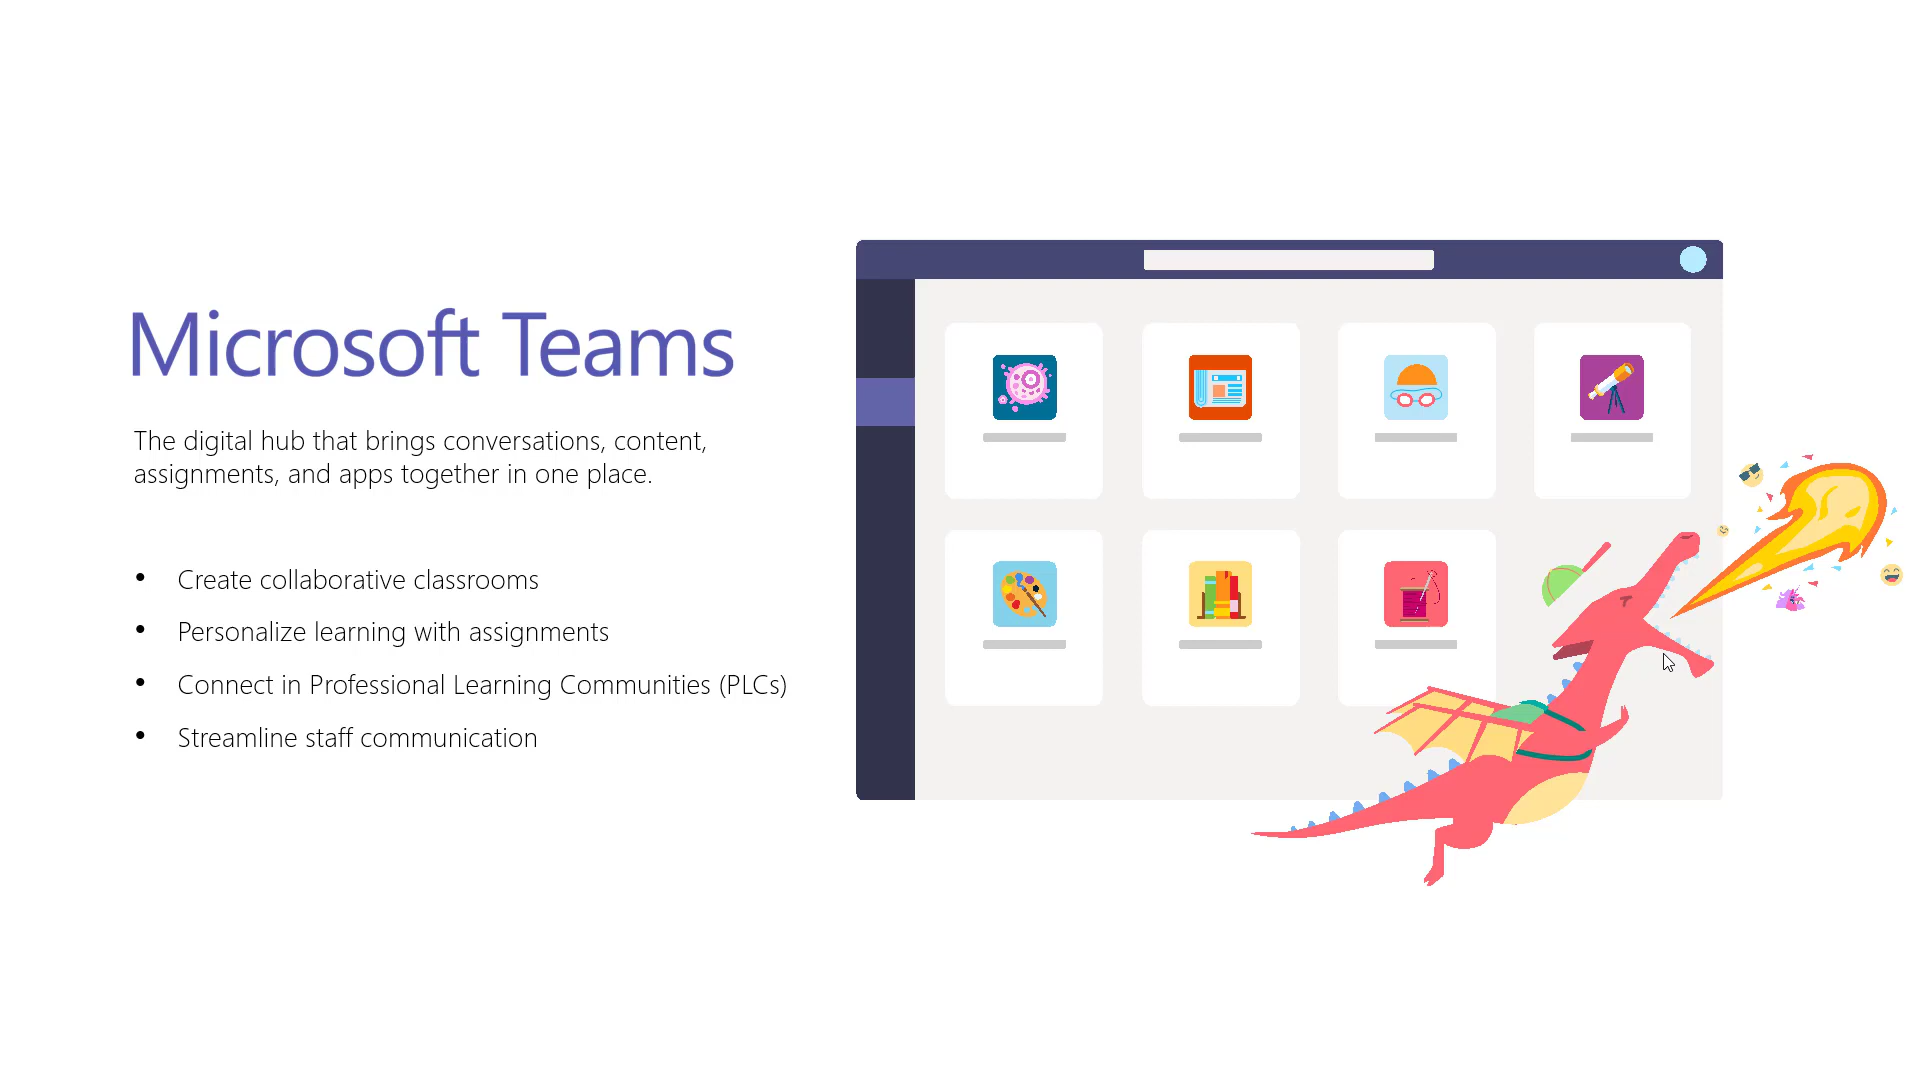 Microsoft Teams
The digital hub that brings conversations, content,
assignments, and apps together in one place.
• Create collaborative classrooms
• Personalize learning with assignments
• Connect in Professional Learning Communities (PLCs)
• Streamline staff communication